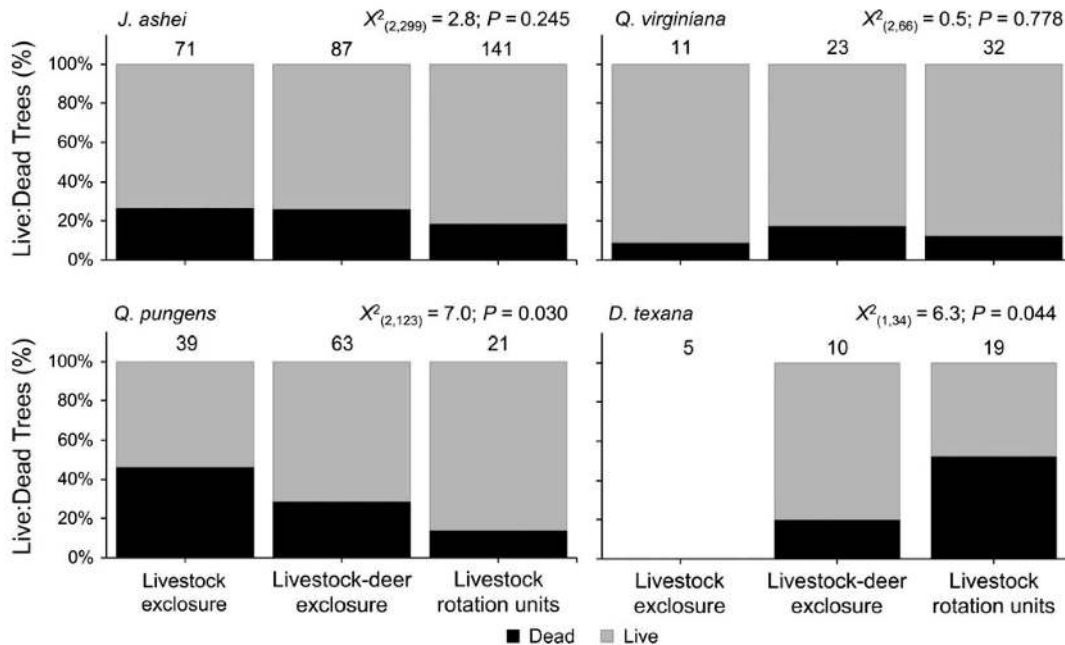 J. ashei X²(2,299) = 2.8; P = 0.245
71 87 141
Live:Dead Trees (%)
100%
80%
60%
40%
20%
0%
Q. virginiana X²(2,66) = 0.5; P = 0.778
11 23 32
Q. pungens X²(2,123) = 7.0; P = 0.030
39 63 21
Live:Dead Trees (%)
100%
80%
60%
40%
20%
0%
Livestock exclosure
Livestock-deer exclosure
Livestock rotation units
D. texana X²(1,34) = 6.3; P = 0.044
5 10 19
Livestock exclosure
Livestock-deer exclosure
Livestock rotation units
Dead Live